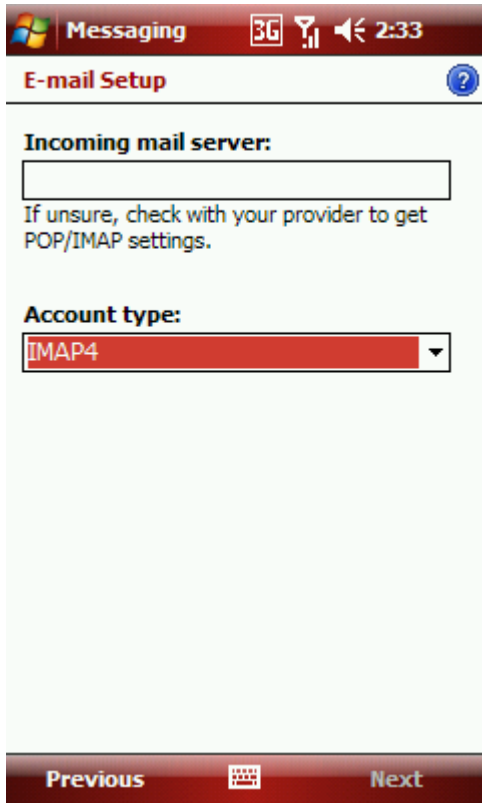 Messaging 3G 2:33
E-mail Setup ?
Incoming mail server:
If unsure, check with your provider to get
POP/IMAP settings.
Account type:
IMAP4
Previous Next